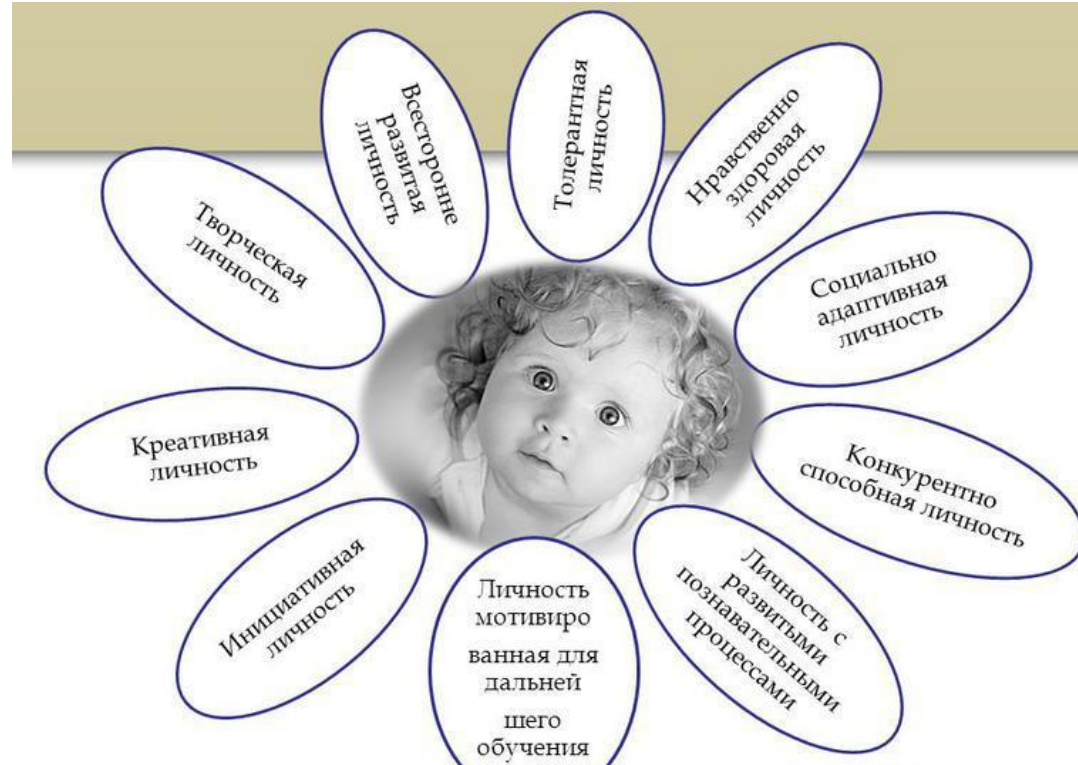 Всесторонне
развитая
личность
Толерантная
личность
Нравственно
здоровая
личность
Социально
адаптивная
личность
Конкурентно
способная личность
Личность с
развитыми
познавательными
процессами
Личность
мотивиро
ванная для
дальней
шего
обучения
Инициативная
личность
Креативная
личность
Творческая
личность